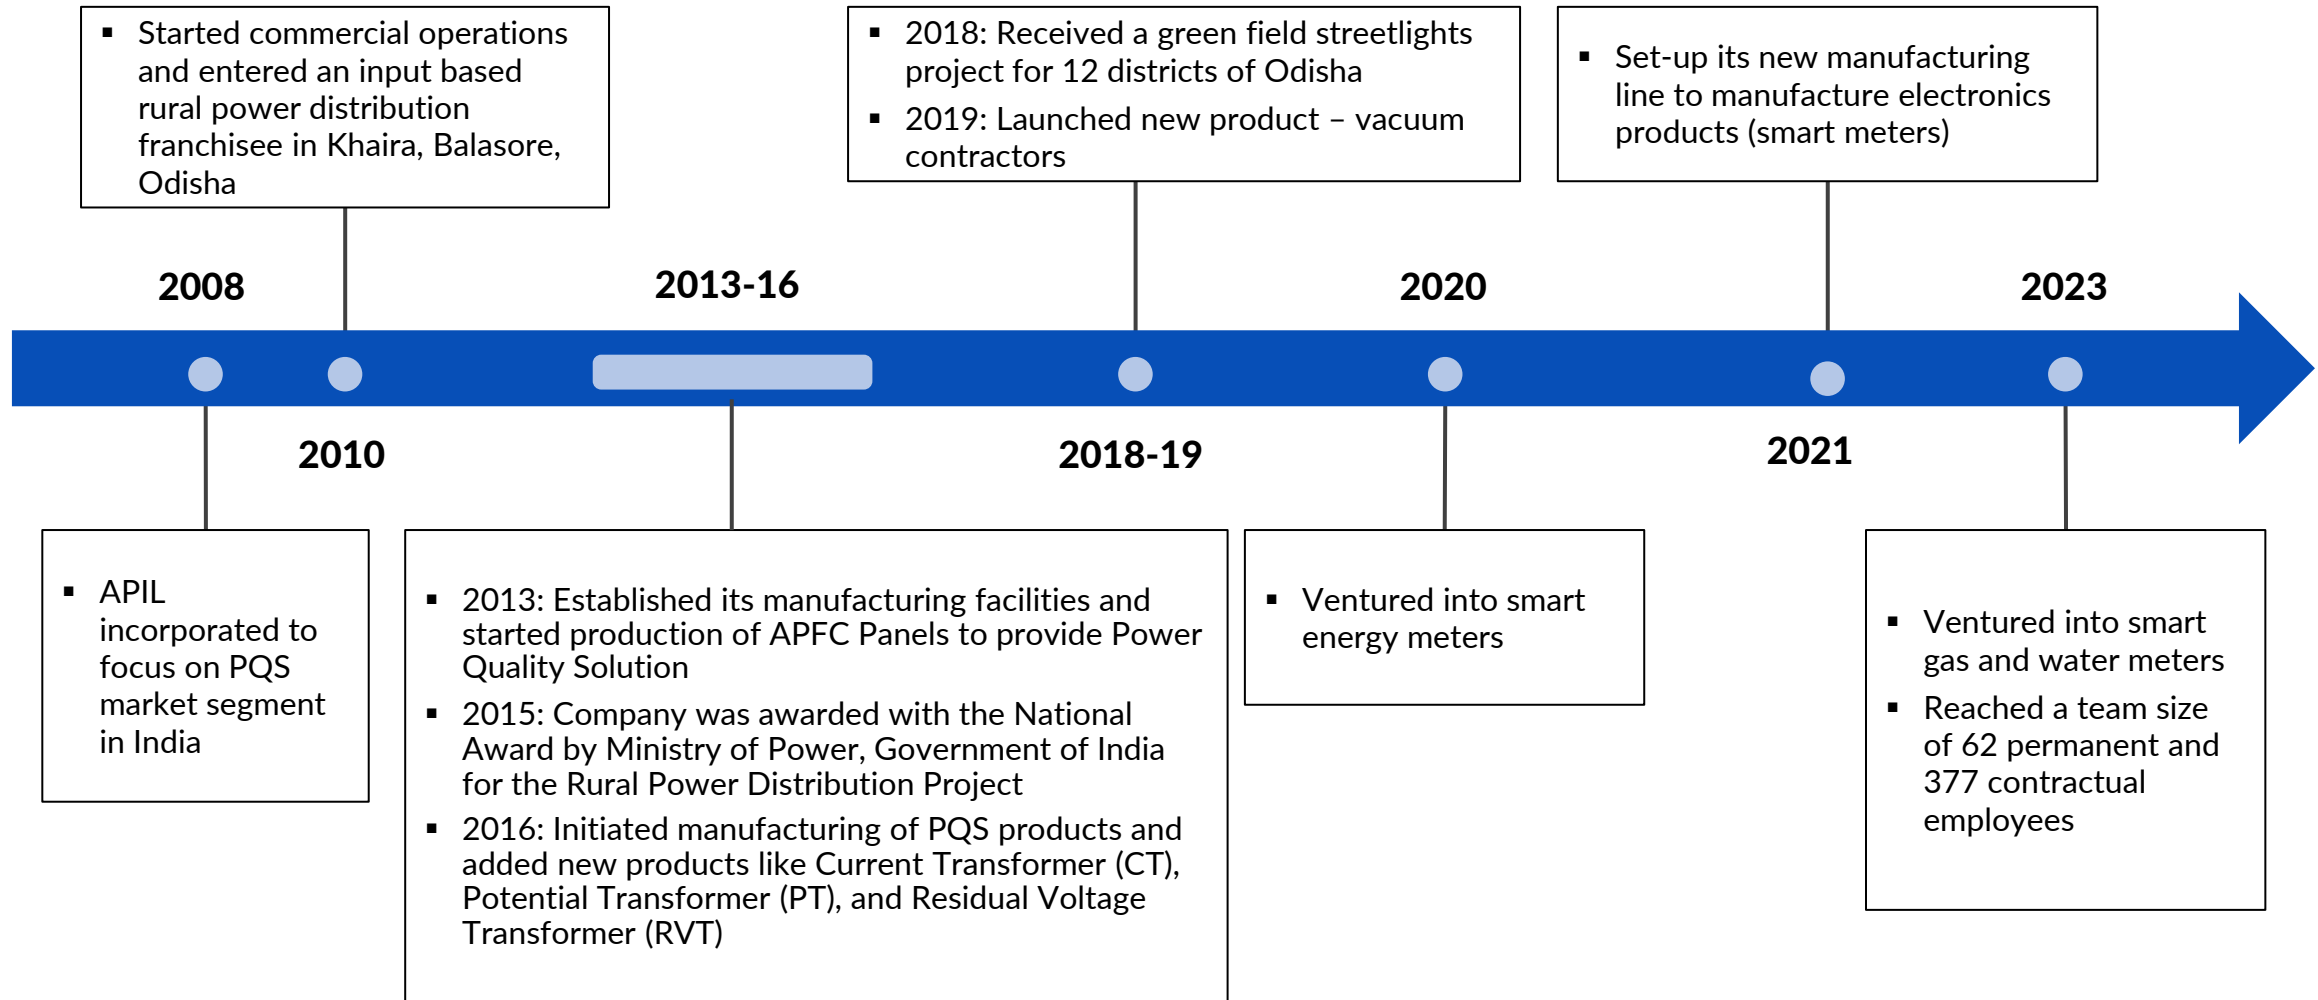 ▪ Started commercial operations
and entered an input based
rural power distribution
franchisee in Khaira, Balasore,
Odisha
▪ 2018: Received a green field streetlights
project for 12 districts of Odisha
▪ 2019: Launched new product – vacuum
contractors
▪ Set-up its new manufacturing
line to manufacture electronics
products (smart meters)
2008
2013-16
2020
2023
2010
2018-19
2021
▪ APIL
incorporated to
focus on PQS
market segment
in India
▪ 2013: Established its manufacturing facilities and
started production of APFC Panels to provide Power
Quality Solution
▪ 2015: Company was awarded with the National
Award by Ministry of Power, Government of India
for the Rural Power Distribution Project
▪ 2016: Initiated manufacturing of PQS products and
added new products like Current Transformer (CT),
Potential Transformer (PT), and Residual Voltage
Transformer (RVT)
▪ Ventured into smart
energy meters
▪ Ventured into smart
gas and water meters
▪ Reached a team size
of 62 permanent and
377 contractual
employees